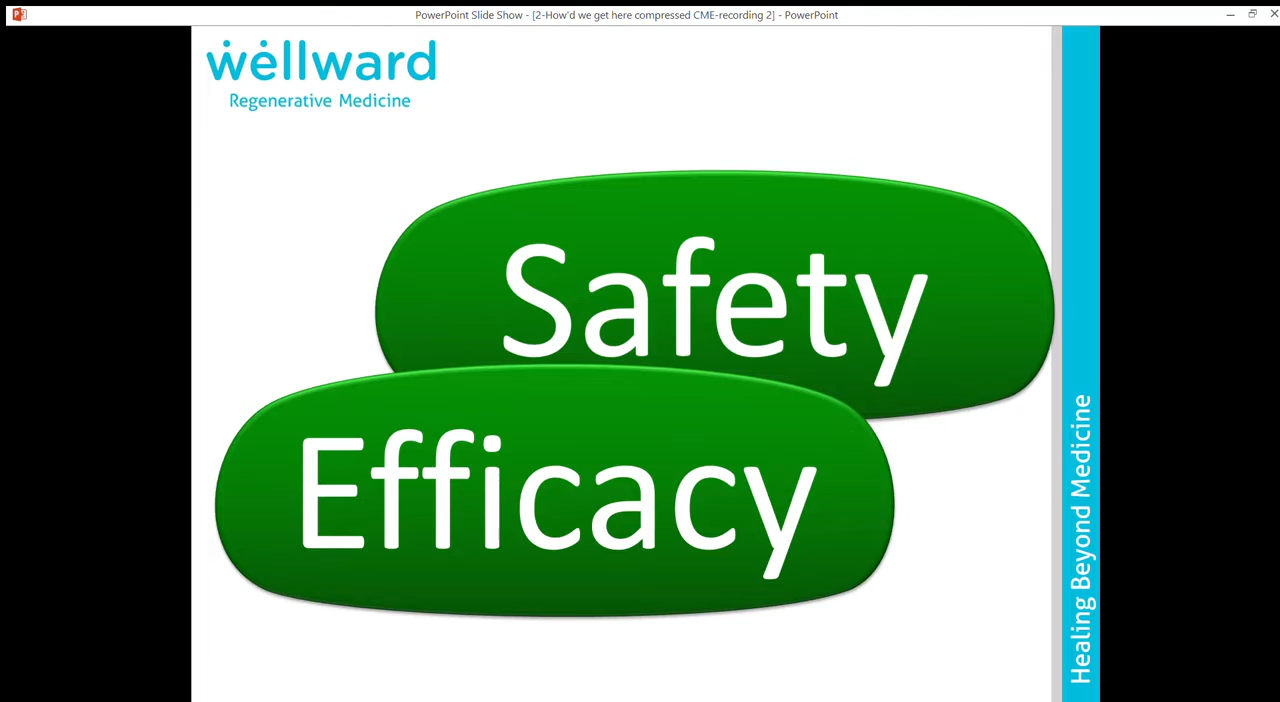 PowerPoint Slide Show - [2-How'd we get here compressed CME-recording 2] - PowerPoint
wellward
Regenerative Medicine
Safety
Efficacy
Healing Beyond Medicine